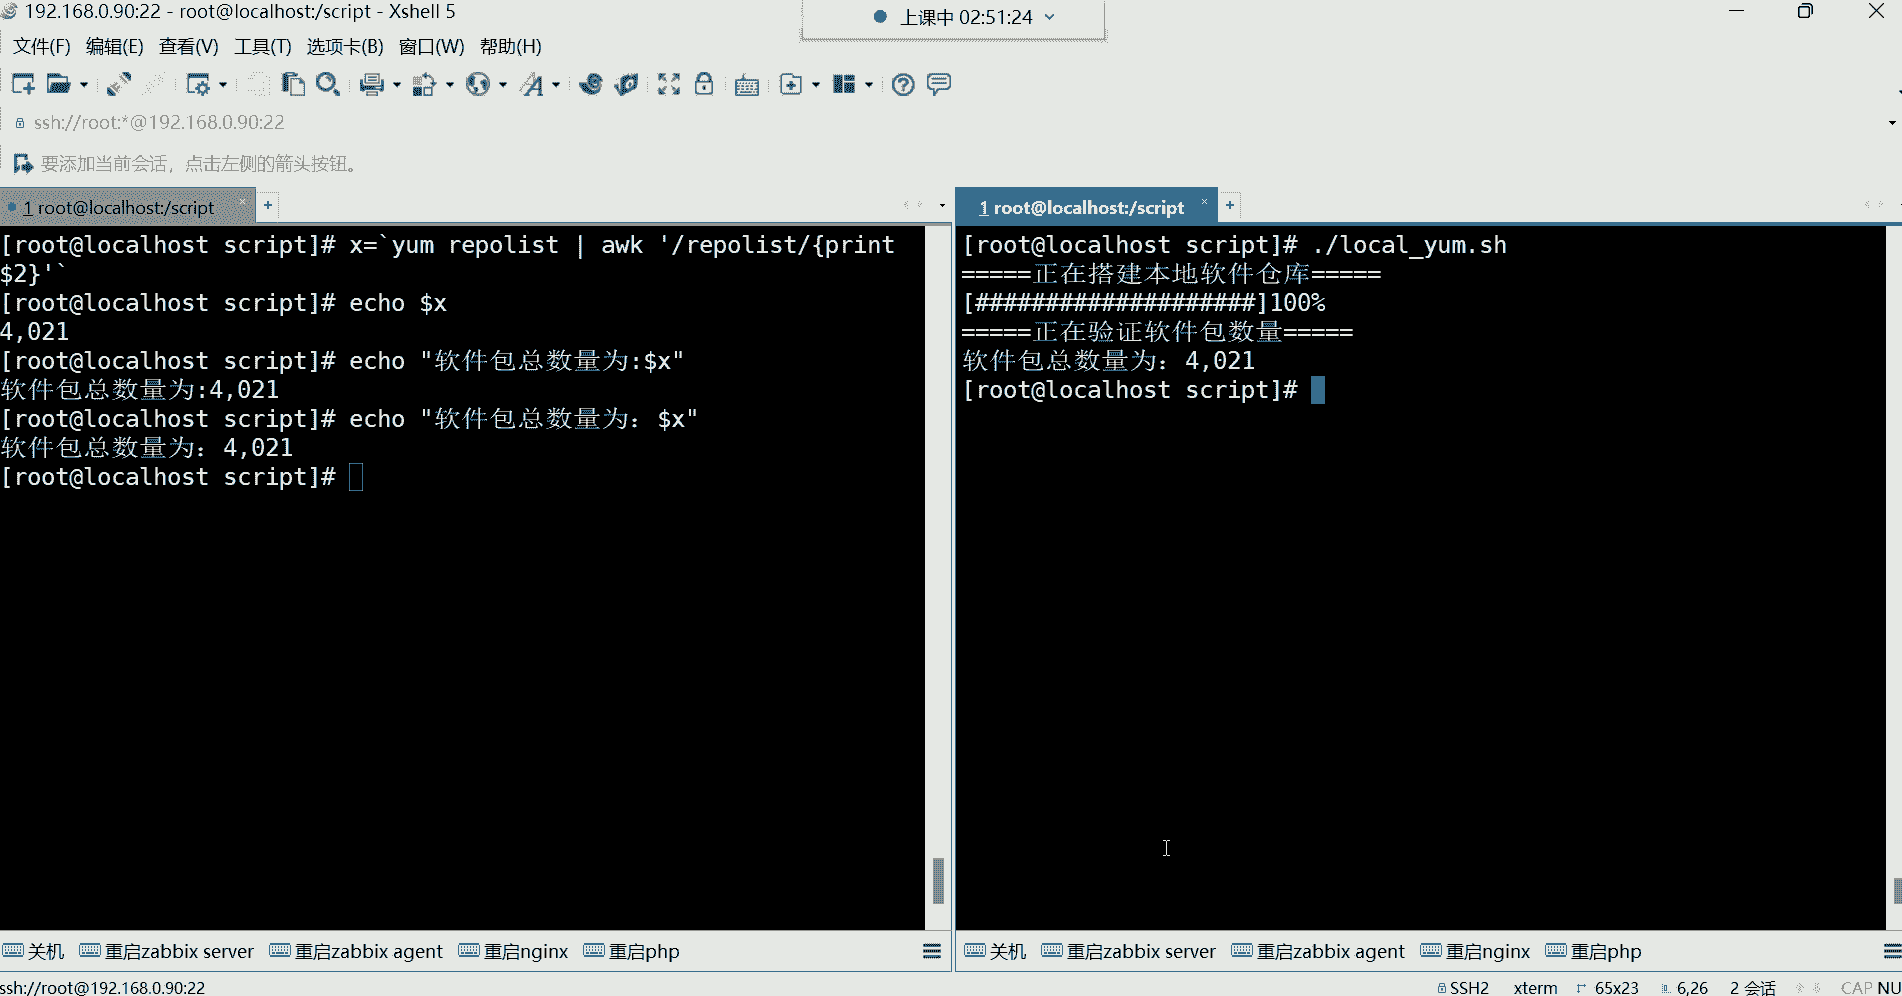 192.168.0.90:22 - root@localhost:/script - Xshell 5
上课中 02:51:24
文件(F) 编辑(E) 查看(V) 工具(T) 选项卡(B) 窗口(W) 帮助(H)
ssh://root:*@192.168.0.90:22
要添加当前会话，点击左侧的箭头按钮。
1 root@localhost:/script
[root@localhost script]# x=`yum repolist | awk '/repolist/{print
$2}'`
[root@localhost script]# echo $x
4,021
[root@localhost script]# echo "软件包总数量为:$x"
软件包总数量为:4,021
[root@localhost script]# echo "软件包总数量为：$x"
软件包总数量为：4,021
[root@localhost script]#
1 root@localhost:/script
[root@localhost script]# ./local_yum.sh
=====正在搭建本地软件仓库=====
[####################]100%
=====正在验证软件包数量=====
软件包总数量为：4,021
[root@localhost script]#
关机 重启zabbix server 重启zabbix agent 重启nginx 重启php
关机 重启zabbix server 重启zabbix agent 重启nginx 重启php
ssh://root@192.168.0.90:22
SSH2 xterm 65x23 6,26 2 会话 CAP NU